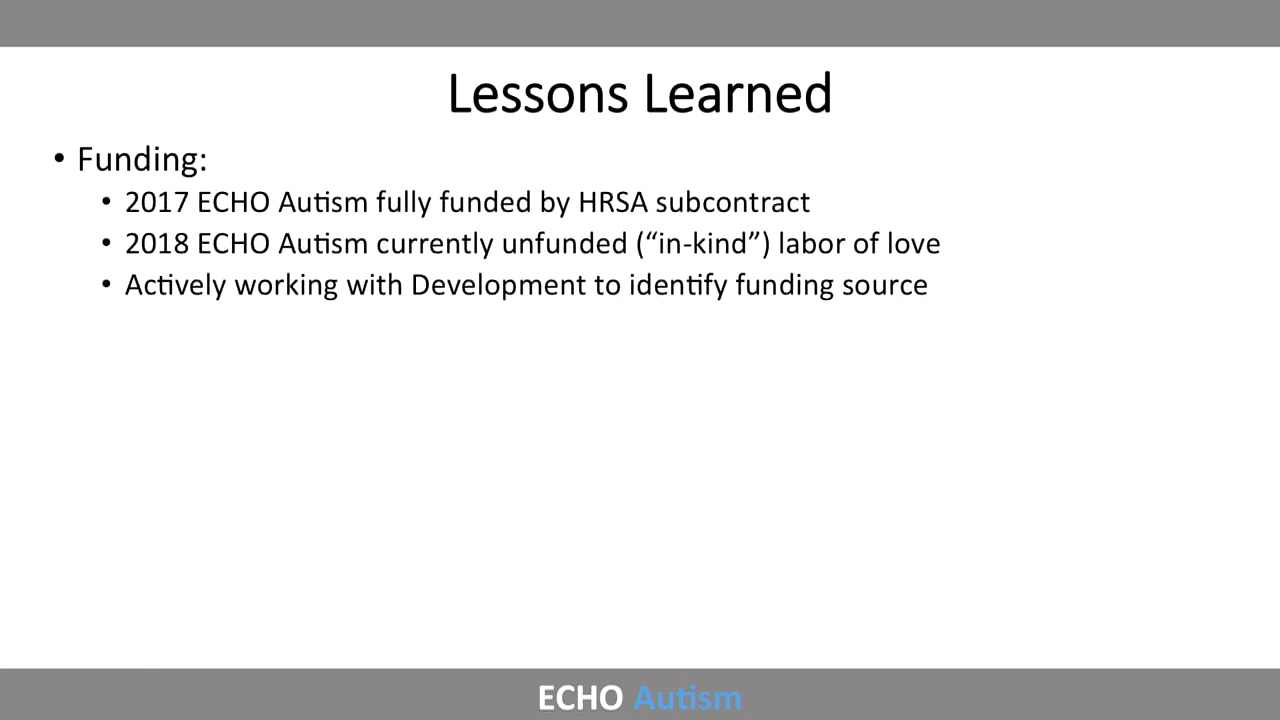 Lessons Learned
• Funding:
• 2017 ECHO Autism fully funded by HRSA subcontract
• 2018 ECHO Autism currently unfunded (“in-kind”) labor of love
• Actively working with Development to identify funding source
ECHO Autism